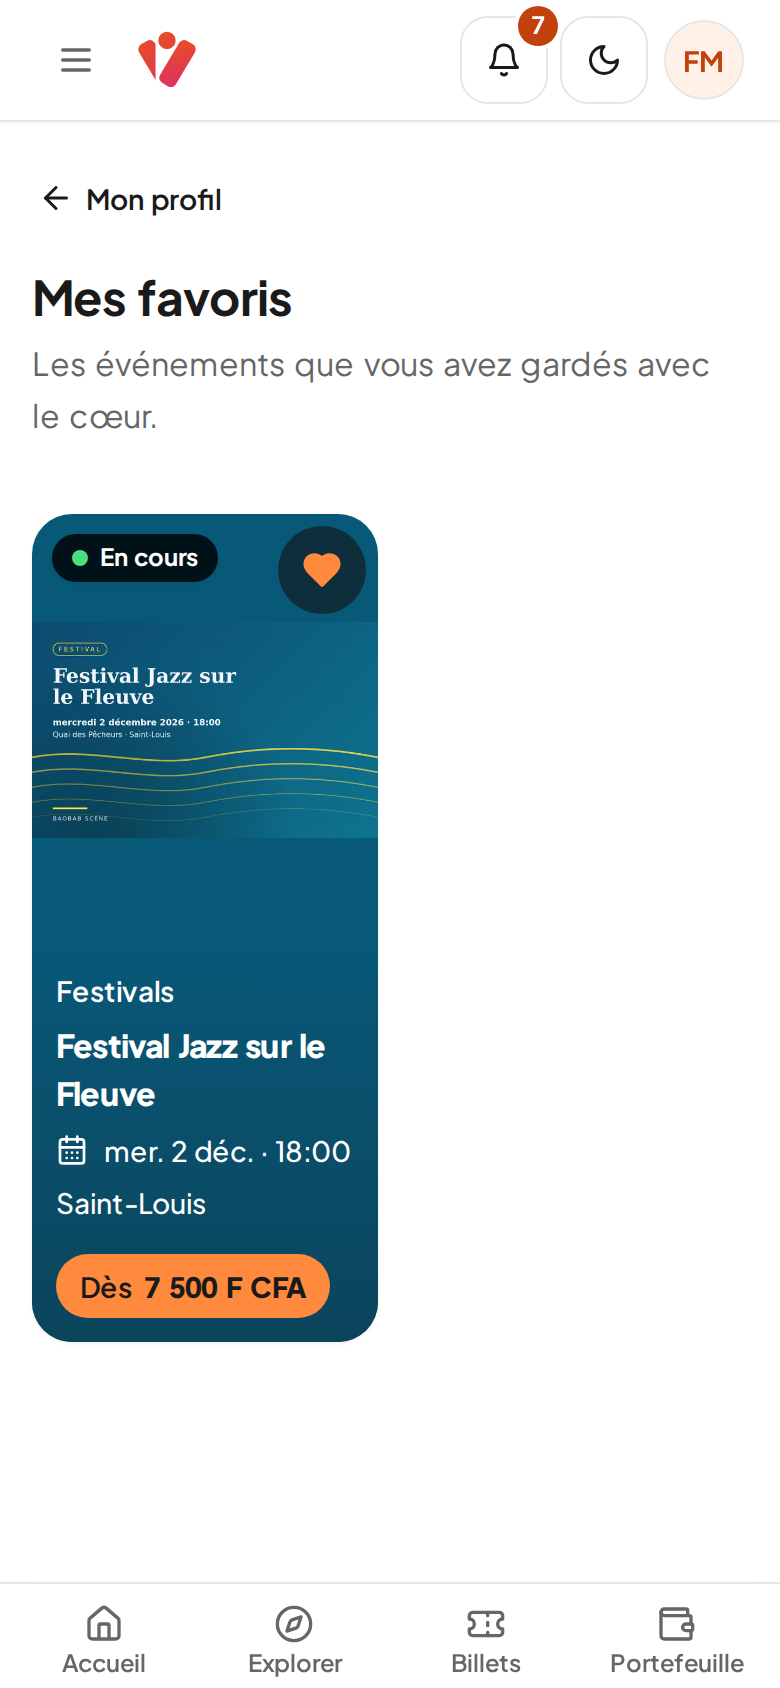 7
FM
Mon profil
Mes favoris
Les événements que vous avez gardés avec
le cœur.
En cours
FESTIVAL
Festival Jazz sur
le Fleuve
mercredi 2 décembre 2026 · 18:00
Quai des Pêcheurs · Saint-Louis
BAOBAB SCÈNE
Festivals
Festival Jazz sur le
Fleuve
mer. 2 déc. · 18:00
Saint-Louis
Dès 7 500 F CFA
Accueil
Explorer
Billets
Portefeuille